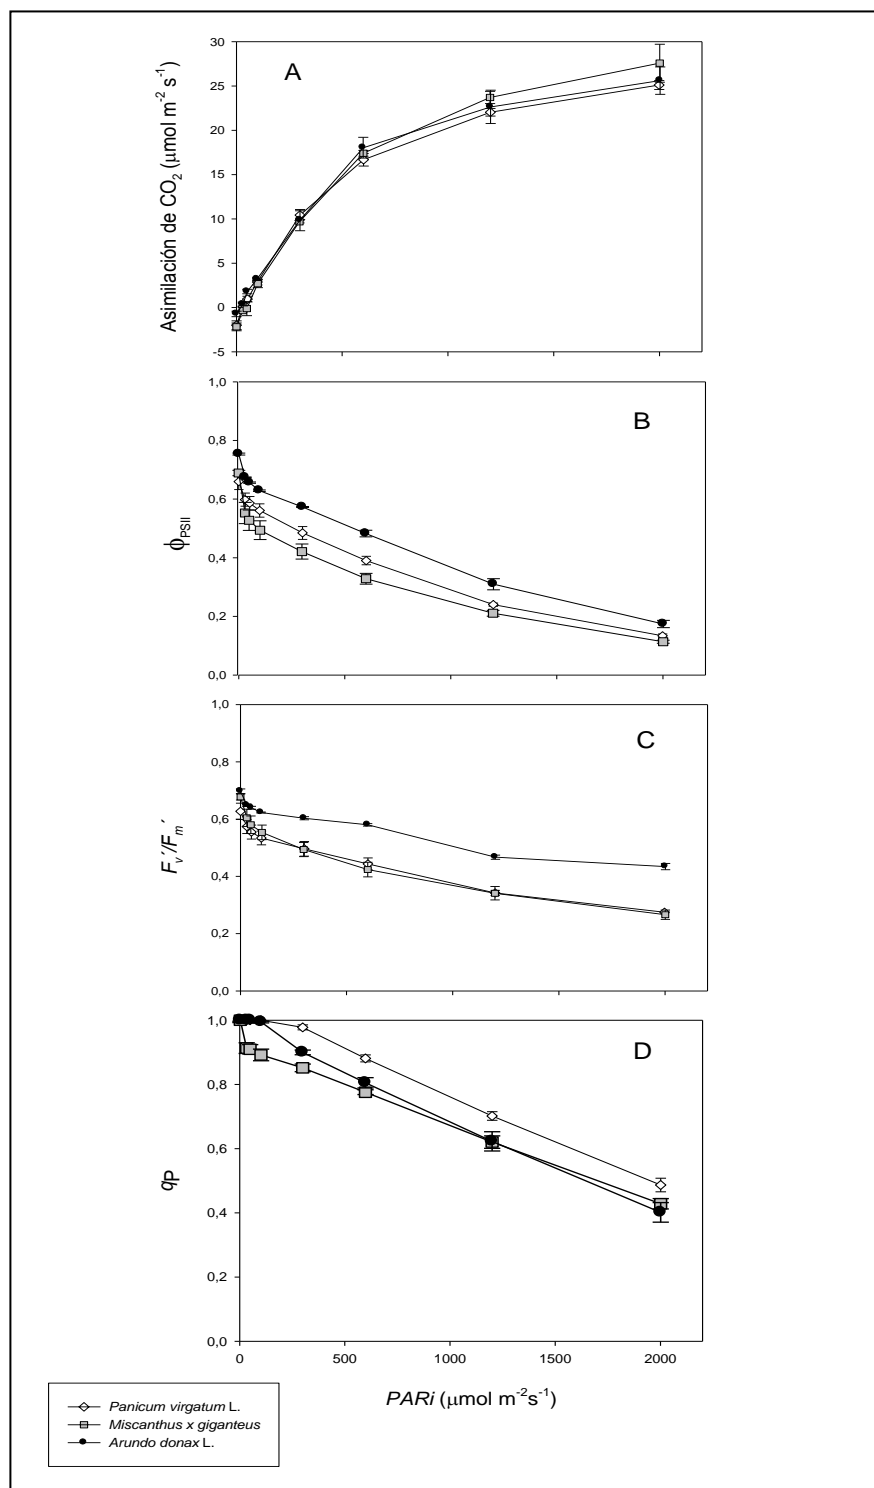 A
Asimilación de CO2 (μmol m-2 s-1)
30
25
20
15
10
5
0
-5
B
ϕPSII
1,0
0,8
0,6
0,4
0,2
0,0
C
Fv´/Fm´
1,0
0,8
0,6
0,4
0,2
0,0
D
qP
1,0
0,8
0,6
0,4
0,2
0,0
0 500 1000 1500 2000
PARi (μmol m-2s-1)
Panicum virgatum L.
Miscanthus x giganteus
Arundo donax L.